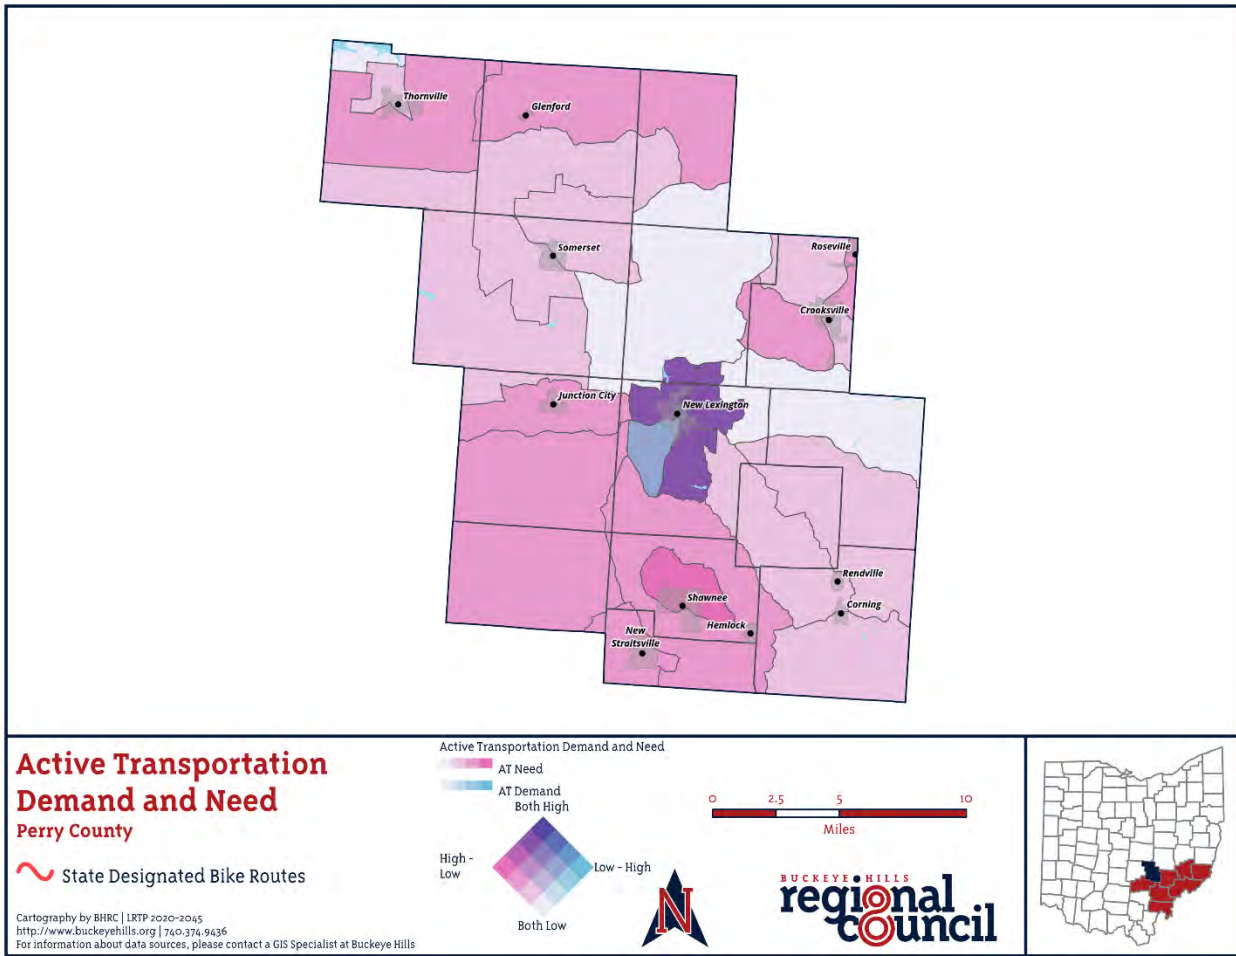 Thornville
Glenford
Somerset
Roseville
Crooksville
Junction City
New Lexington
Rendville
Shawnee
Corning
Hemlock
New
Straitsville
Active Transportation
Demand and Need
Perry County
State Designated Bike Routes
Cartography by BHRC | LRTP 2020-2045
http://www.buckeyehills.org | 740.374.9436
For information about data sources, please contact a GIS Specialist at Buckeye Hills
Active Transportation Demand and Need
AT Need
AT Demand
Both High
High -
Low
Low - High
Both Low
0 2.5 5 10
Miles
N
BUCKEYE HILLS
regional
council